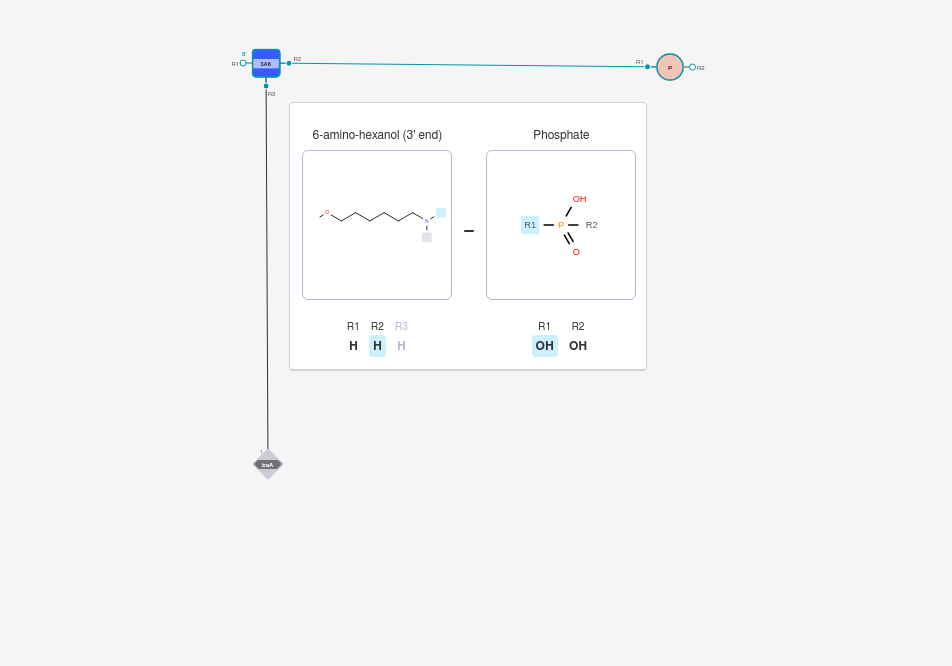 5'
R1 3A6 R2 R1 P R2
R3
6-amino-hexanol (3' end) Phosphate
O N
OH
R1 P R2
O
R1 R2 R3 R1 R2
H H H OH OH
baA